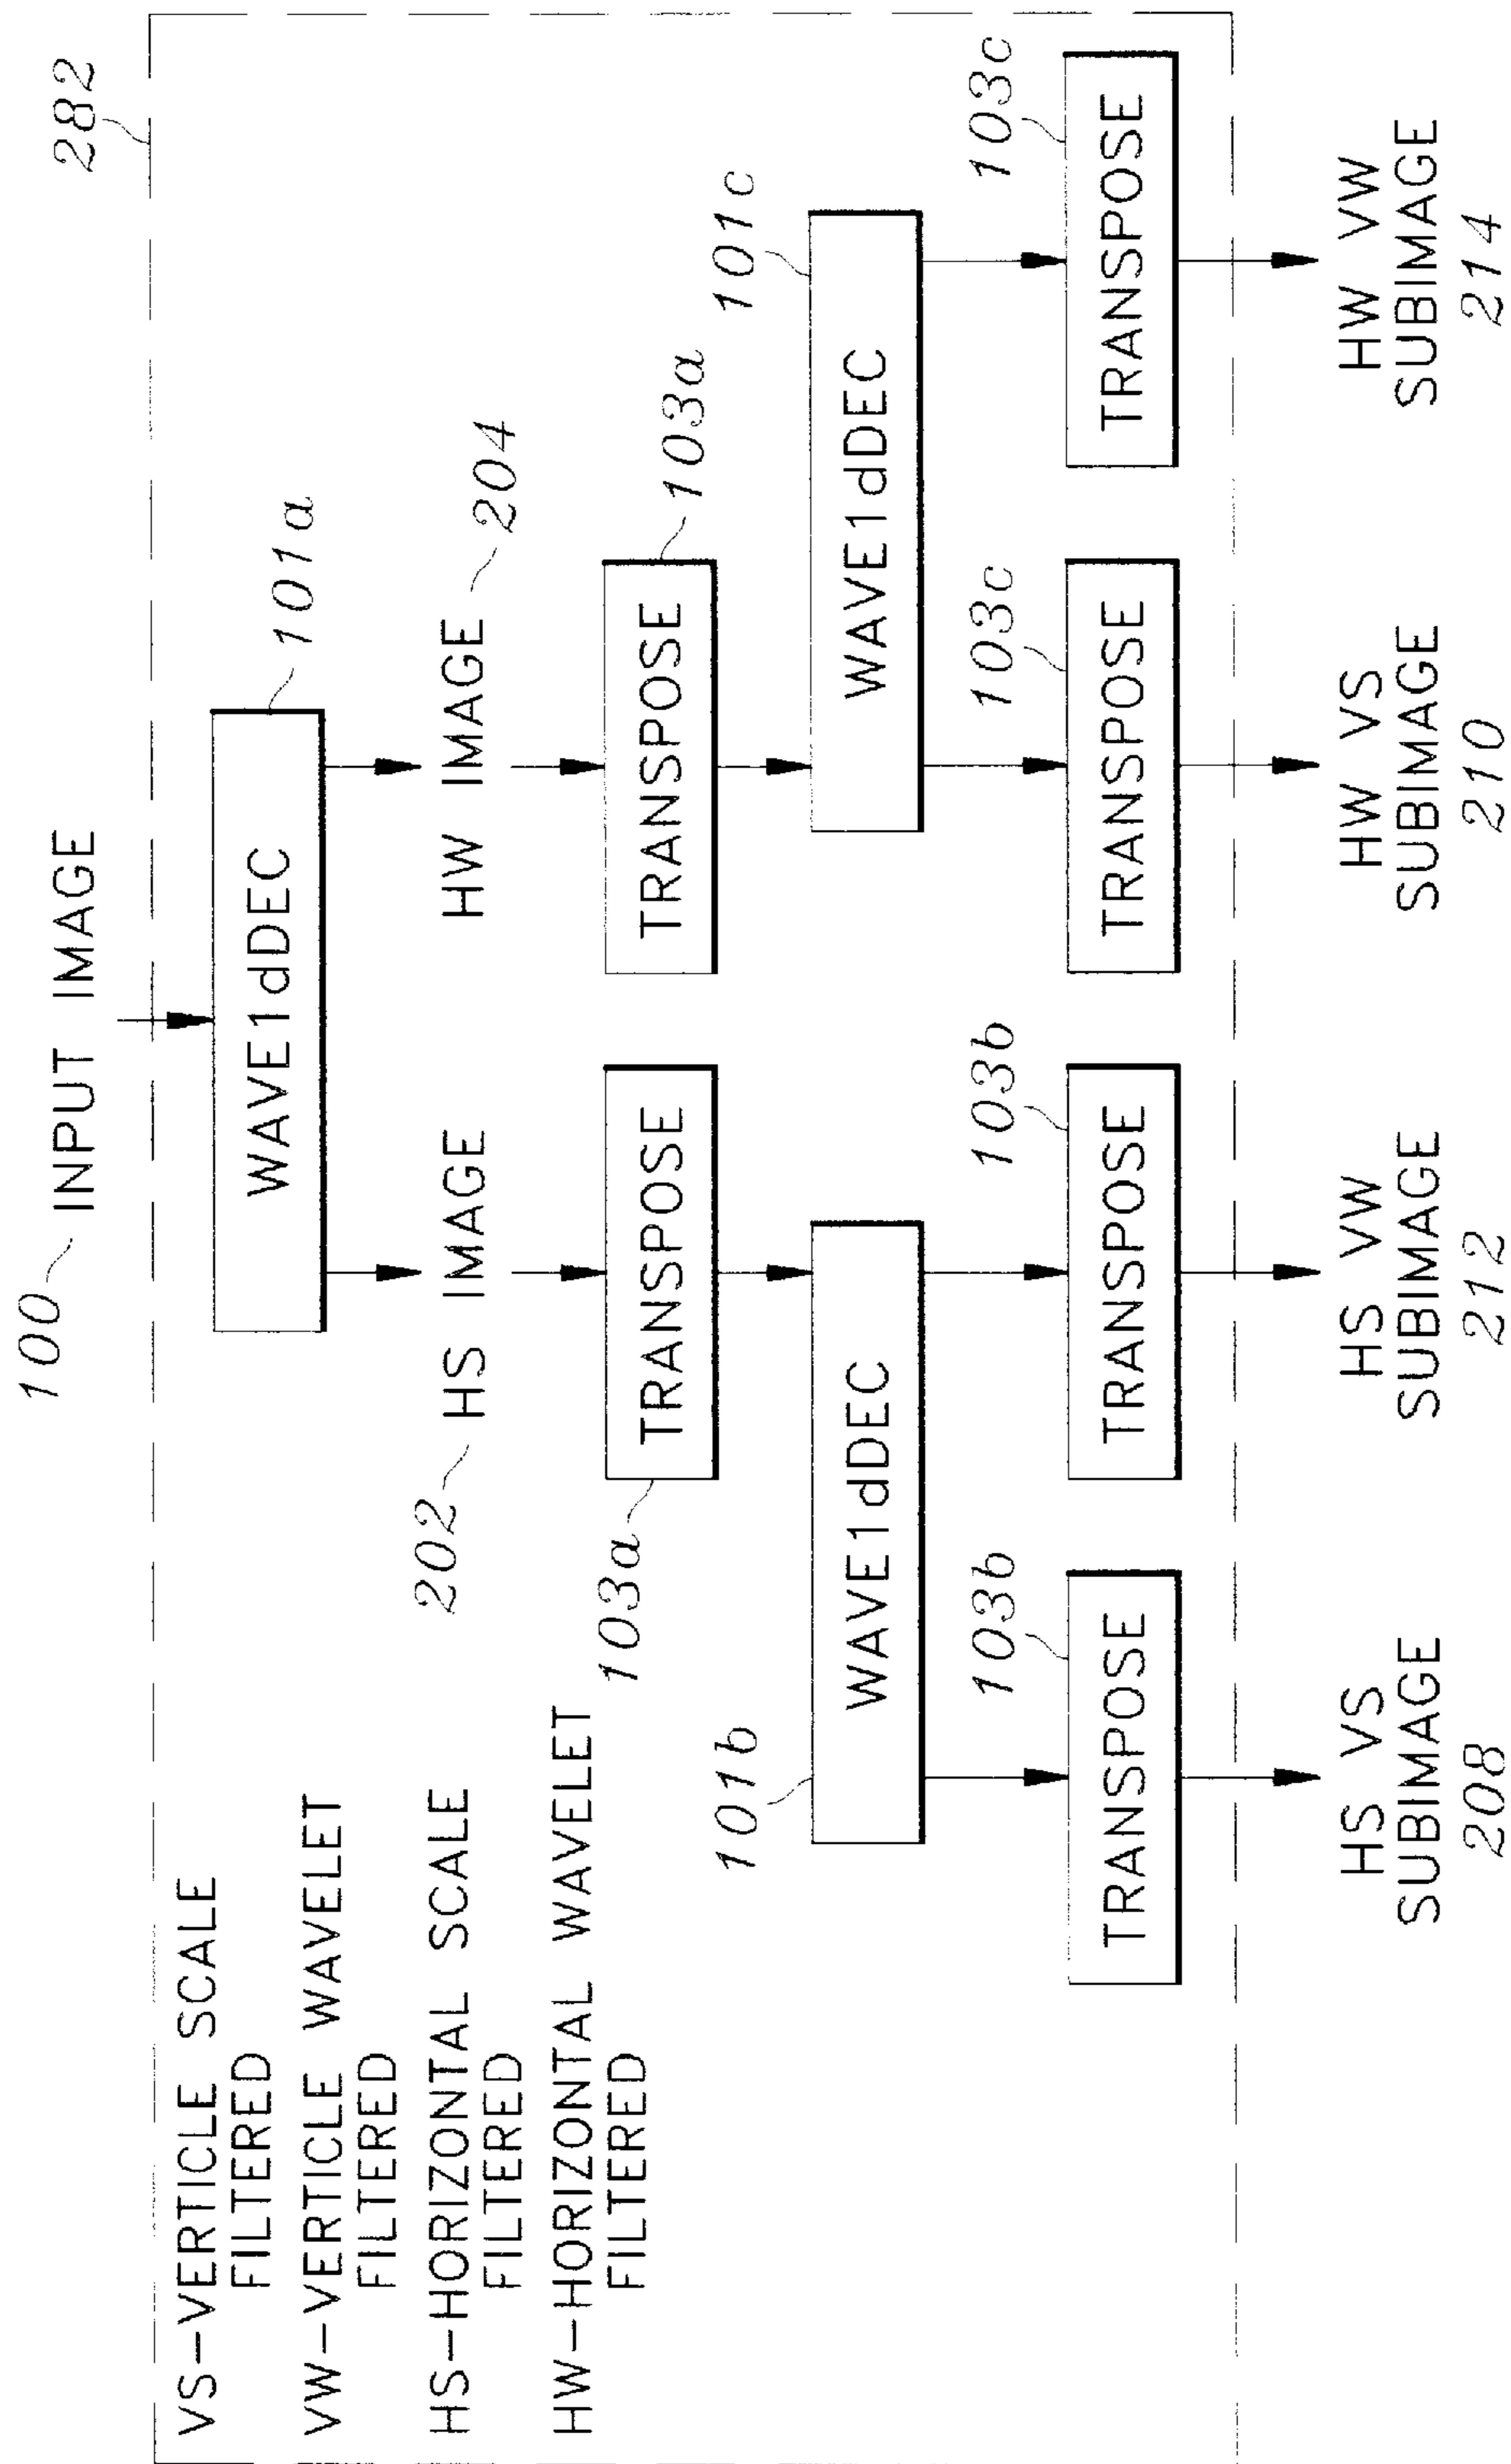 100 INPUT IMAGE
282
VS-VERTICLE SCALE
FILTERED
VW-VERTICLE WAVELET
FILTERED
HS-HORIZONTAL SCALE
FILTERED
HW-HORIZONTAL WAVELET
FILTERED
WAVE1dDEC
101a
202 HS IMAGE
HW IMAGE 204
103a
TRANSPOSE
TRANSPOSE
103a
101b
WAVE1dDEC
WAVE1dDEC
101c
103b
103b
103c
103c
TRANSPOSE
TRANSPOSE
TRANSPOSE
TRANSPOSE
HS VS
SUBIMAGE
208
HS VW
SUBIMAGE
212
HW VS
SUBIMAGE
210
HW VW
SUBIMAGE
214